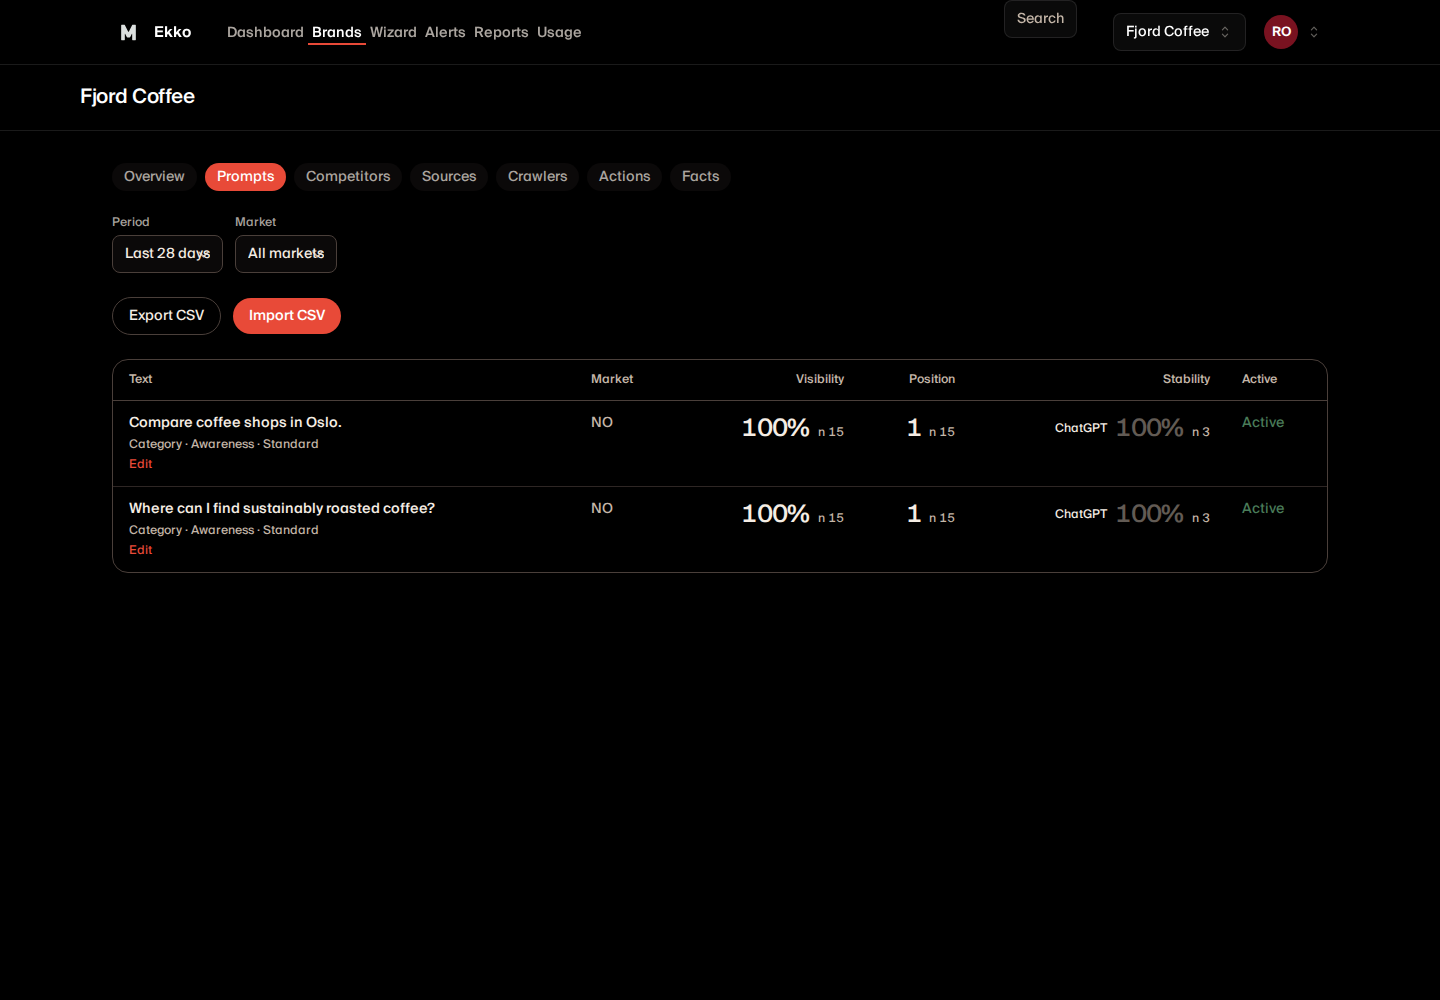 M Ekko Dashboard Brands Wizard Alerts Reports Usage Search Fjord Coffee RO
Fjord Coffee
Overview Prompts Competitors Sources Crawlers Actions Facts
Period Market
Last 28 days All markets
Export CSV Import CSV
Text Market Visibility Position Stability Active
Compare coffee shops in Oslo. NO 100% n 15 1 n 15 ChatGPT 100% n 3 Active
Category · Awareness · Standard
Edit
Where can I find sustainably roasted coffee? NO 100% n 15 1 n 15 ChatGPT 100% n 3 Active
Category · Awareness · Standard
Edit